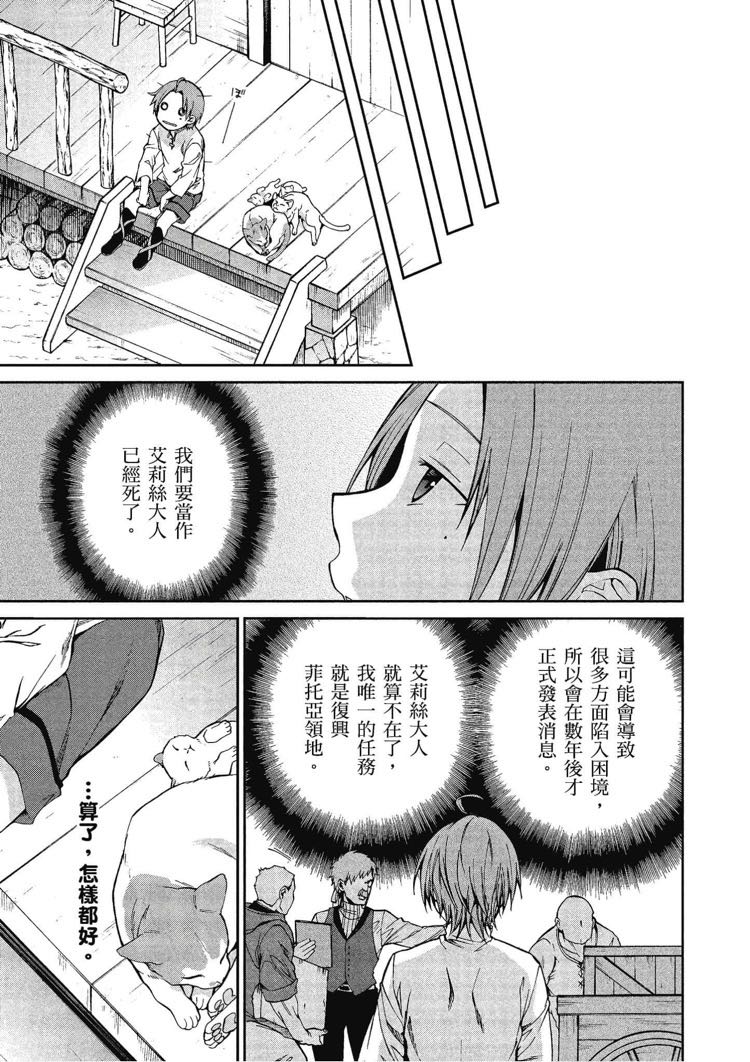 ぼ――
我們要當作
艾莉絲大人
已經死了。
這可能會導致
很多方面陷入困境，
所以會在數年後才
正式發表消息。
艾莉絲大人
就算不在了，
我唯一的任務
就是復興
菲托亞領地。
…算了，怎樣都好。